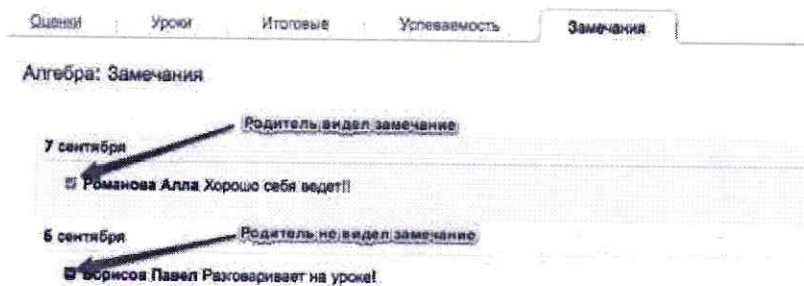 Оценки Уроки Итоговые Успеваемость Замечания
Алгебра: Замечания
Родитель видел замечание
7 сентября
Романова Алла Хорошо себя ведет!!
6 сентября
Родитель не видел замечание
Борисов Павел Разговаривает на уроке!